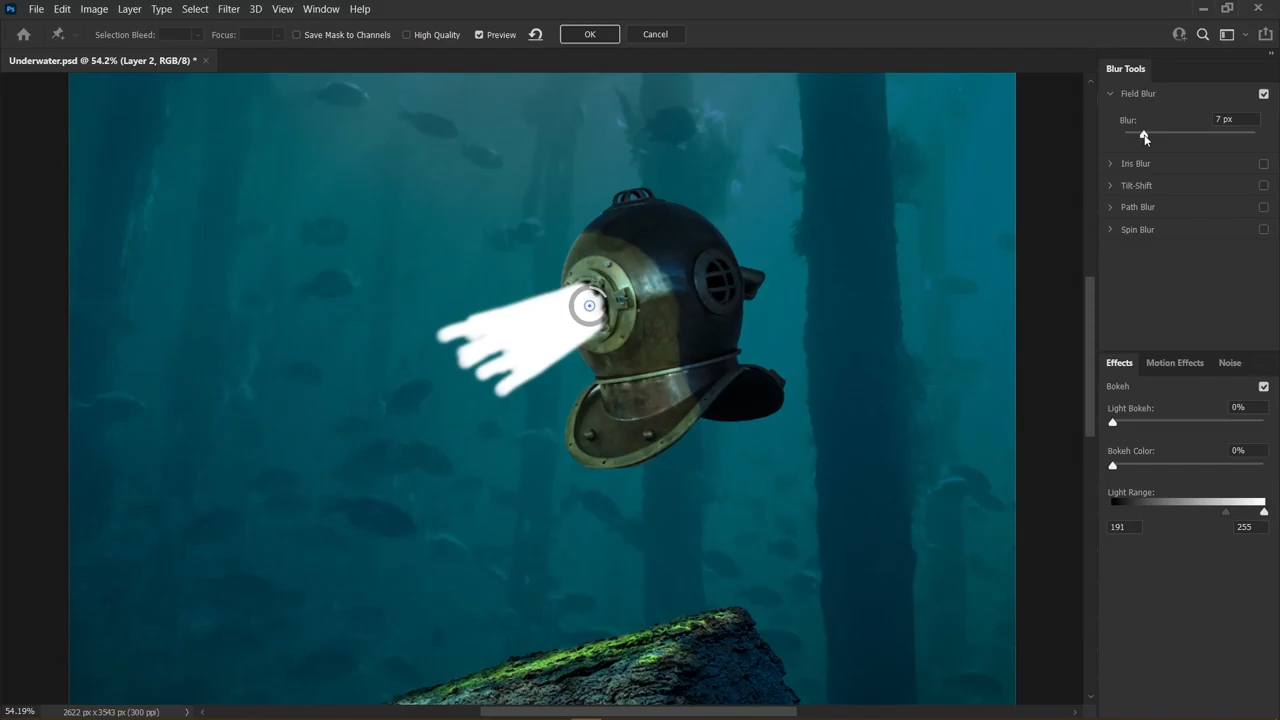 Ps File Edit Image Layer Type Select Filter 3D View Window Help
Selection Bleed: Focus: Save Mask to Channels High Quality Preview OK Cancel
Underwater.psd @ 54.2% (Layer 2, RGB/8) *
Blur Tools
Field Blur
Blur: 7 px
Iris Blur
Tilt-Shift
Path Blur
Spin Blur
Effects Motion Effects Noise
Bokeh
Light Bokeh: 0%
Bokeh Color: 0%
Light Range:
191 255
54.19% 2622 px x 3543 px (300 ppi)